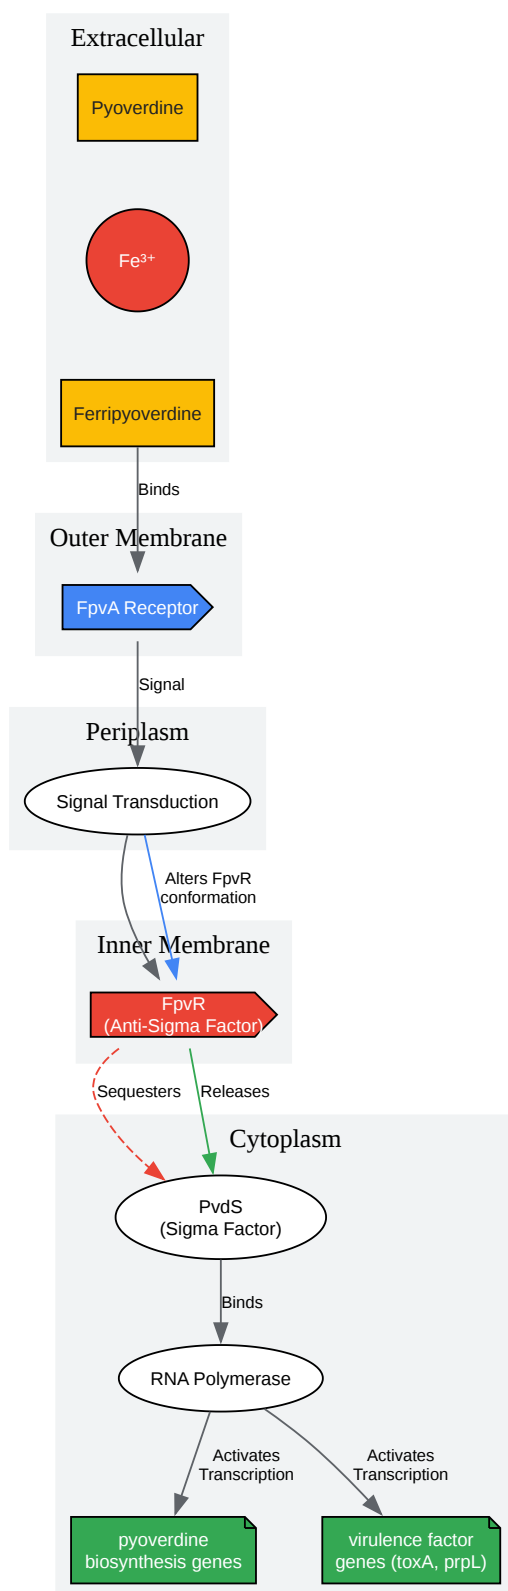 Extracellular
Pyoverdine
Fe³⁺
Ferripyoverdine
Binds
Outer Membrane
FpvA Receptor
Signal
Periplasm
Signal Transduction
Alters FpvR
conformation
Inner Membrane
FpvR
(Anti-Sigma Factor)
Sequesters
Releases
Cytoplasm
PvdS
(Sigma Factor)
Binds
RNA Polymerase
Activates
Transcription
Activates
Transcription
pyoverdine
biosynthesis genes
virulence factor
genes (toxA, prpL)